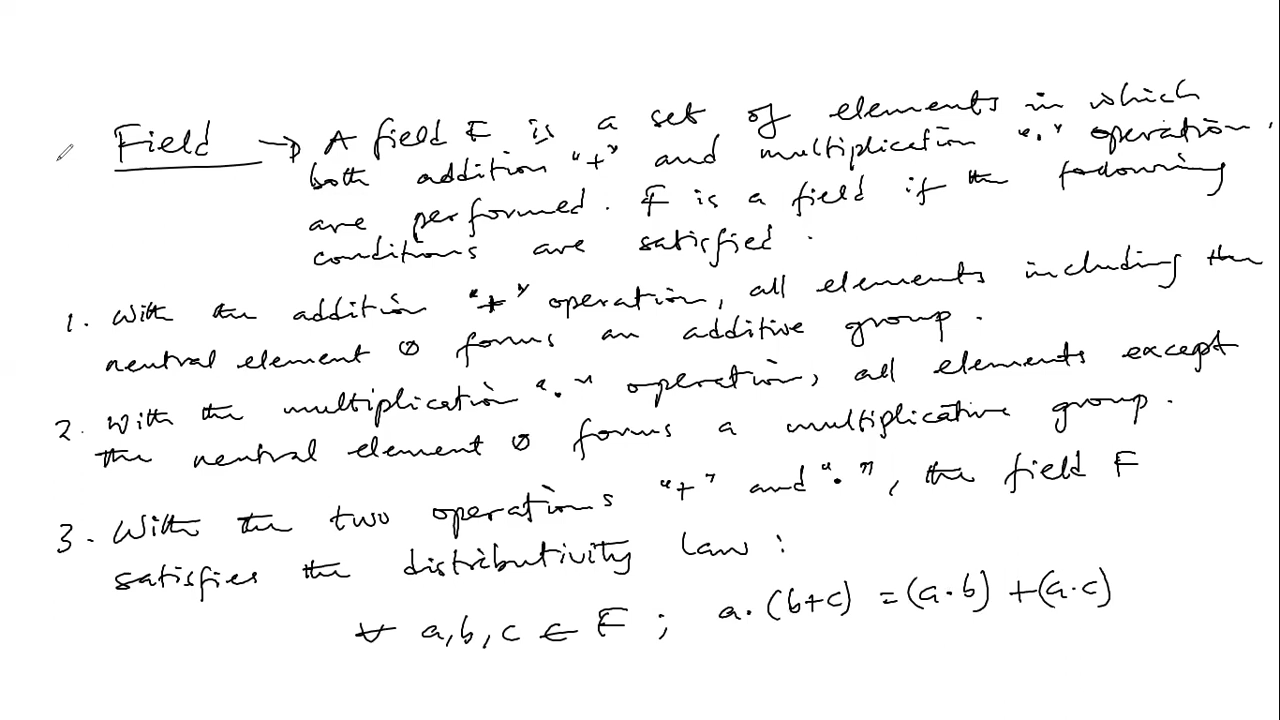 Field → A field F is a set of elements in which
both addition "+" and multiplication "." operation.
are performed. F is a field if the following
conditions are satisfied.
1. With the addition "+" operation, all elements including the
neutral element 0 forms an additive group.
2. With the multiplication "." operation, all elements except
the neutral element 0 forms a multiplicative group.
3. With the two operations "+" and ".", the field F
satisfies the distributivity law:
∀ a,b,c ∈ F ; a.(b+c) = (a.b) + (a.c)